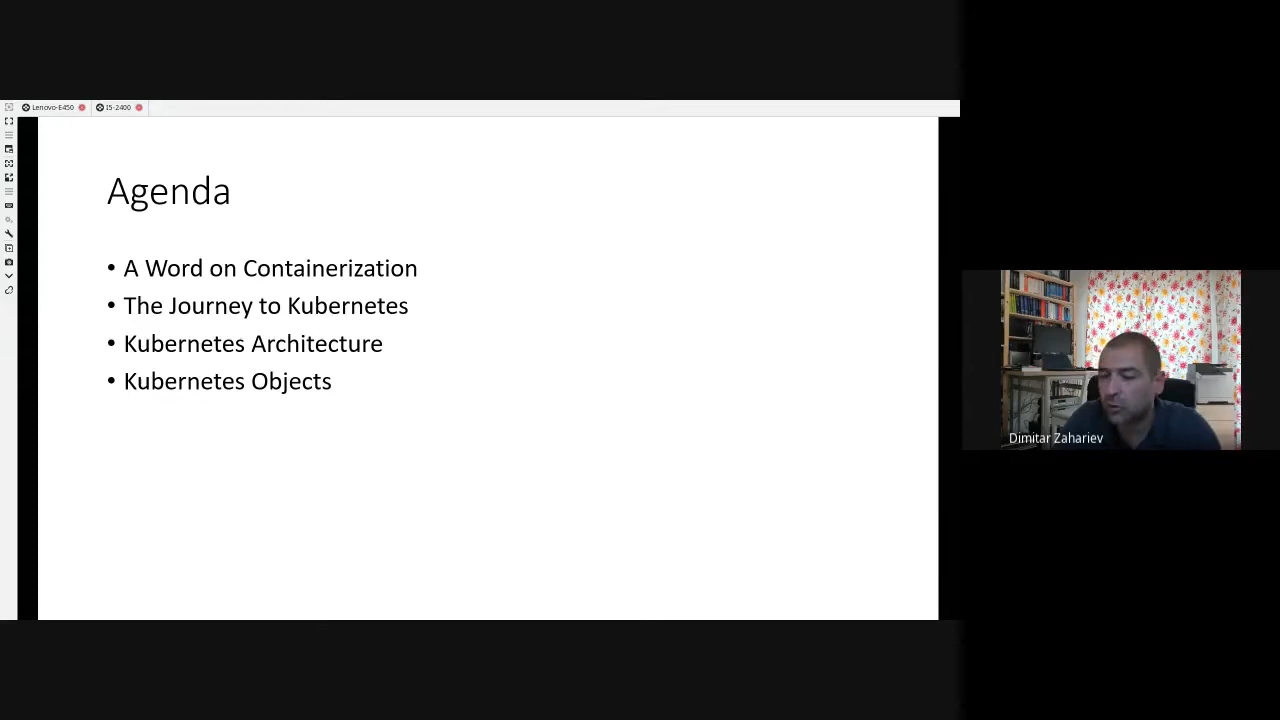 Lenovo-E450
I5-2400
Agenda
• A Word on Containerization
• The Journey to Kubernetes
• Kubernetes Architecture
• Kubernetes Objects
Dimitar Zahariev